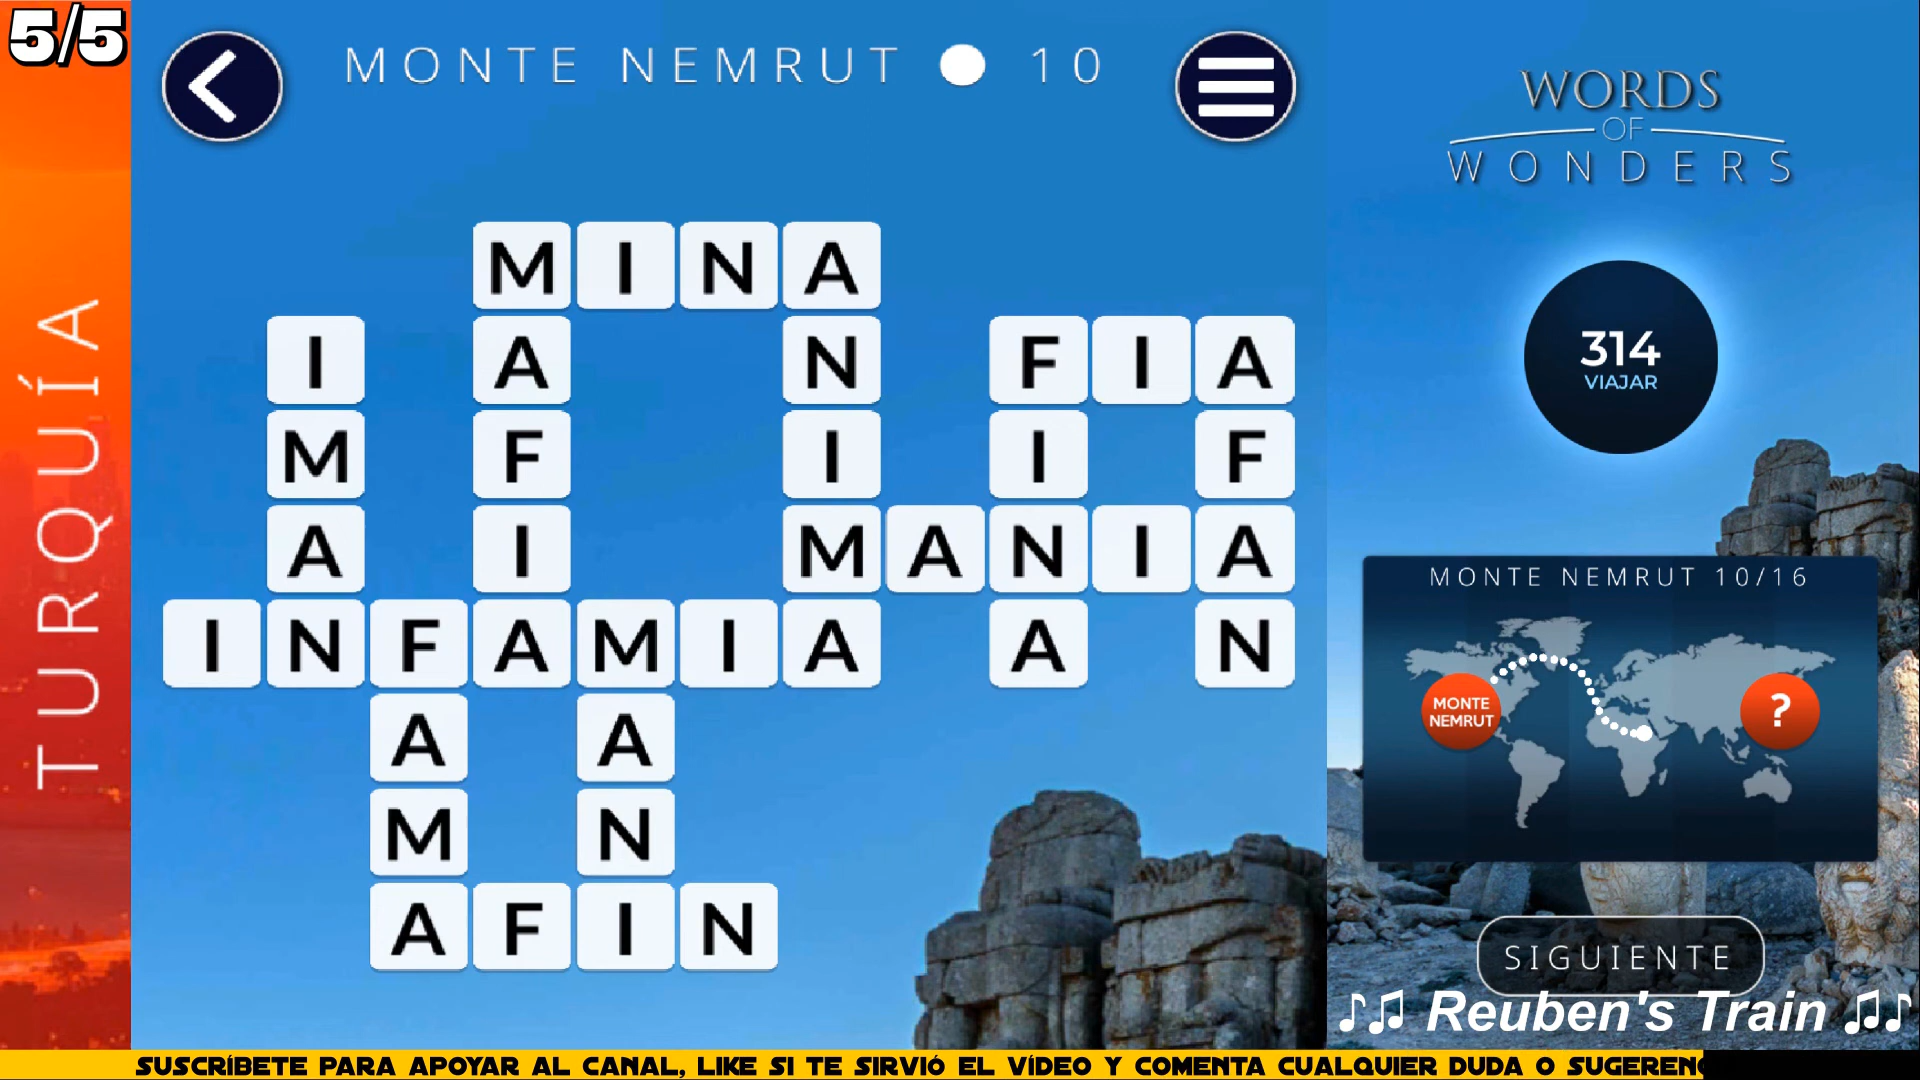 5/5
MONTE NEMRUT ● 10
TURQUÍA
MINA
I A N FIA
M F I I F
A I MANIA
INFAMIA A N
A A
M N
AFIN
WORDS
OF
WONDERS
314
VIAJAR
MONTE NEMRUT 10/16
MONTE
NEMRUT
?
SIGUIENTE
♪♫ Reuben's Train ♫♪
SUSCRÍBETE PARA APOYAR AL CANAL, LIKE SI TE SIRVIÓ EL VÍDEO Y COMENTA CUALQUIER DUDA O SUGERENC